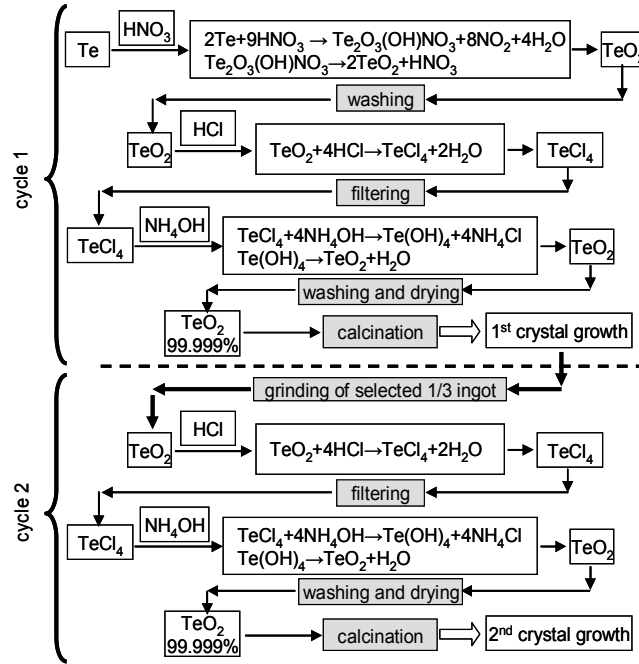 cycle 1
HNO₃
Te
2Te+9HNO₃ → Te₂O₃(OH)NO₃+8NO₂+4H₂O
Te₂O₃(OH)NO₃→2TeO₂+HNO₃
TeO₂
washing
TeO₂
HCl
TeO₂+4HCl→TeCl₄+2H₂O
TeCl₄
filtering
TeCl₄
NH₄OH
TeCl₄+4NH₄OH→Te(OH)₄+4NH₄Cl
Te(OH)₄→TeO₂+H₂O
TeO₂
washing and drying
TeO₂
99.999%
calcination
1ˢᵗ crystal growth
cycle 2
grinding of selected 1/3 ingot
TeO₂
HCl
TeO₂+4HCl→TeCl₄+2H₂O
TeCl₄
filtering
TeCl₄
NH₄OH
TeCl₄+4NH₄OH→Te(OH)₄+4NH₄Cl
Te(OH)₄→TeO₂+H₂O
TeO₂
washing and drying
TeO₂
99.999%
calcination
2ⁿᵈ crystal growth